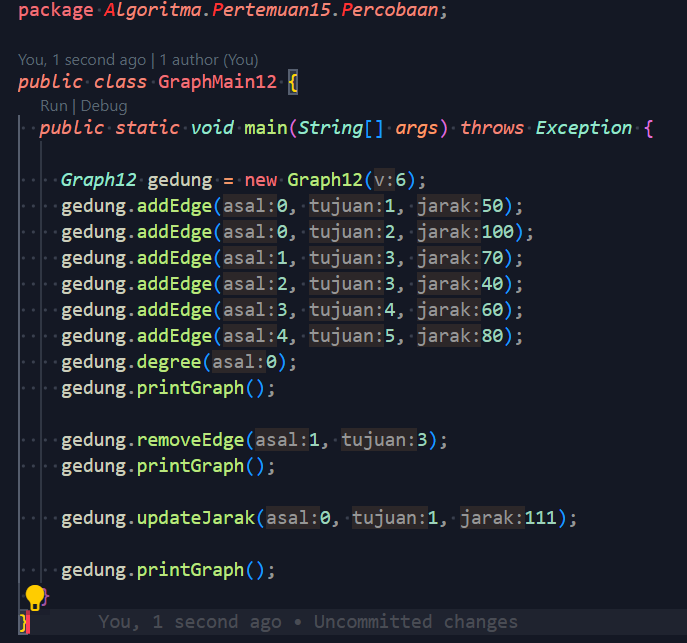 package Algoritma.Pertemuan15.Percobaan;
You, 1 second ago | 1 author (You)
public class GraphMain12 {
Run | Debug
public static void main(String[] args) throws Exception {
Graph12 gedung = new Graph12(v:6);
gedung.addEdge(asal:0, tujuan:1, jarak:50);
gedung.addEdge(asal:0, tujuan:2, jarak:100);
gedung.addEdge(asal:1, tujuan:3, jarak:70);
gedung.addEdge(asal:2, tujuan:3, jarak:40);
gedung.addEdge(asal:3, tujuan:4, jarak:60);
gedung.addEdge(asal:4, tujuan:5, jarak:80);
gedung.degree(asal:0);
gedung.printGraph();
gedung.removeEdge(asal:1, tujuan:3);
gedung.printGraph();
gedung.updateJarak(asal:0, tujuan:1, jarak:111);
gedung.printGraph();
}
} You, 1 second ago • Uncommitted changes